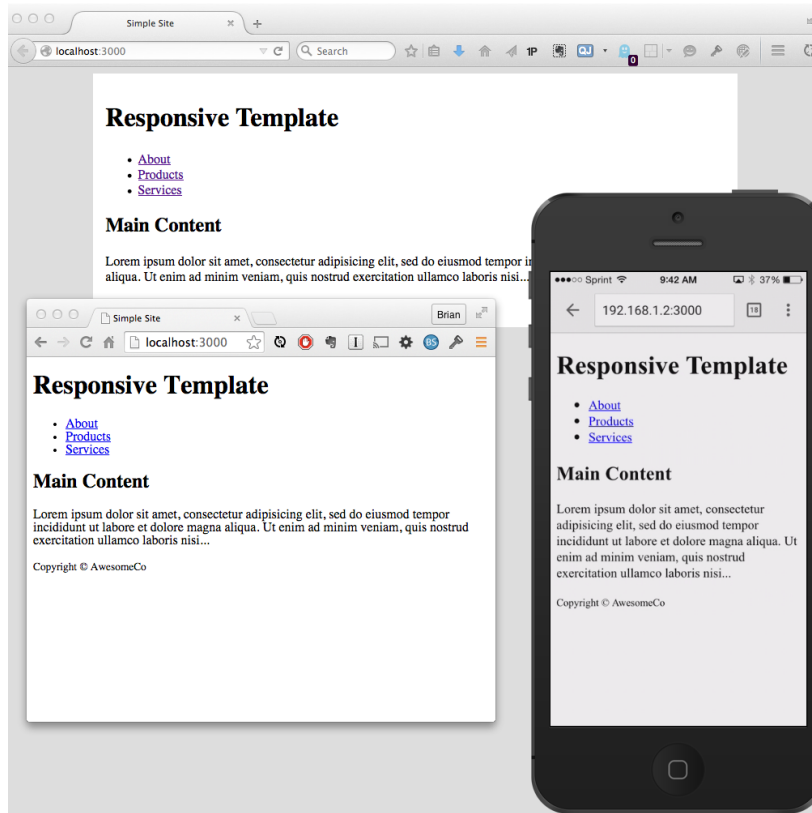 Simple Site
localhost:3000
Search
1P
QJ
0
Responsive Template
About
Products
Services
Main Content
Lorem ipsum dolor sit amet, consectetur adipisicing elit, sed do eiusmod tempor
aliqua. Ut enim ad minim veniam, quis nostrud exercitation ullamco laboris nisi...
Simple Site
Brian
localhost:3000
I
BS
Responsive Template
About
Products
Services
Main Content
Lorem ipsum dolor sit amet, consectetur adipisicing elit, sed do eiusmod tempor
incididunt ut labore et dolore magna aliqua. Ut enim ad minim veniam, quis nostrud
exercitation ullamco laboris nisi...
Copyright © AwesomeCo
Sprint 9:42 AM 37%
192.168.1.2:3000
18
Responsive Template
About
Products
Services
Main Content
Lorem ipsum dolor sit amet, consectetur
adipisicing elit, sed do eiusmod tempor
incididunt ut labore et dolore magna aliqua. Ut
enim ad minim veniam, quis nostrud
exercitation ullamco laboris nisi...
Copyright © AwesomeCo